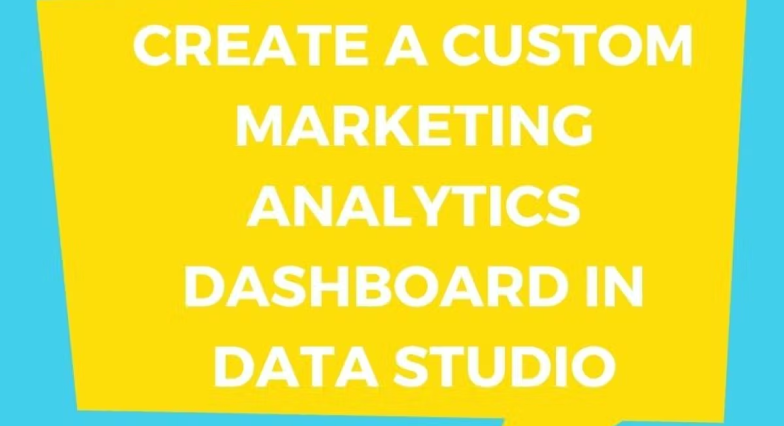 CREATE A CUSTOM
MARKETING
ANALYTICS
DASHBOARD IN
DATA STUDIO